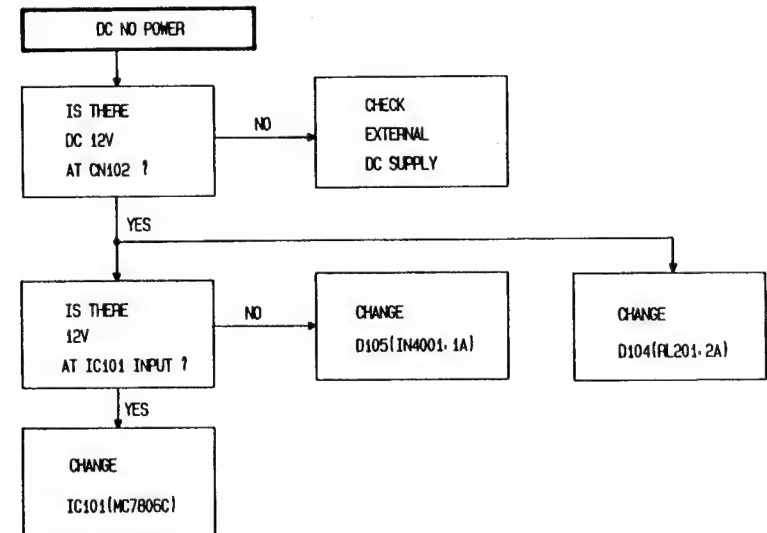 DC NO POWER
IS THERE
DC 12V
AT CN102 ?
NO
CHECK
EXTERNAL
DC SUPPLY
YES
IS THERE
12V
AT IC101 INPUT ?
NO
CHANGE
D105(IN4001, 1A)
CHANGE
D104(RL201, 2A)
YES
CHANGE
IC101(MC7806C)